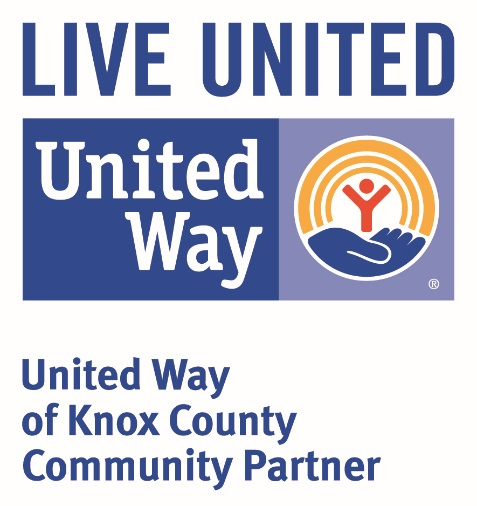 LIVE UNITED
United
Way
®
United Way
of Knox County
Community Partner